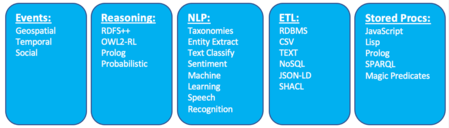 Events:
Geospatial
Temporal
Social
Reasoning:
RDFS++
OWL2-RL
Prolog
Probabilistic
NLP:
Taxonomies
Entity Extract
Text Classify
Sentiment
Machine
Learning
Speech
Recognition
ETL:
RDBMS
CSV
TEXT
NoSQL
JSON-LD
SHACL
Stored Procs:
JavaScript
Lisp
Prolog
SPARQL
Magic Predicates